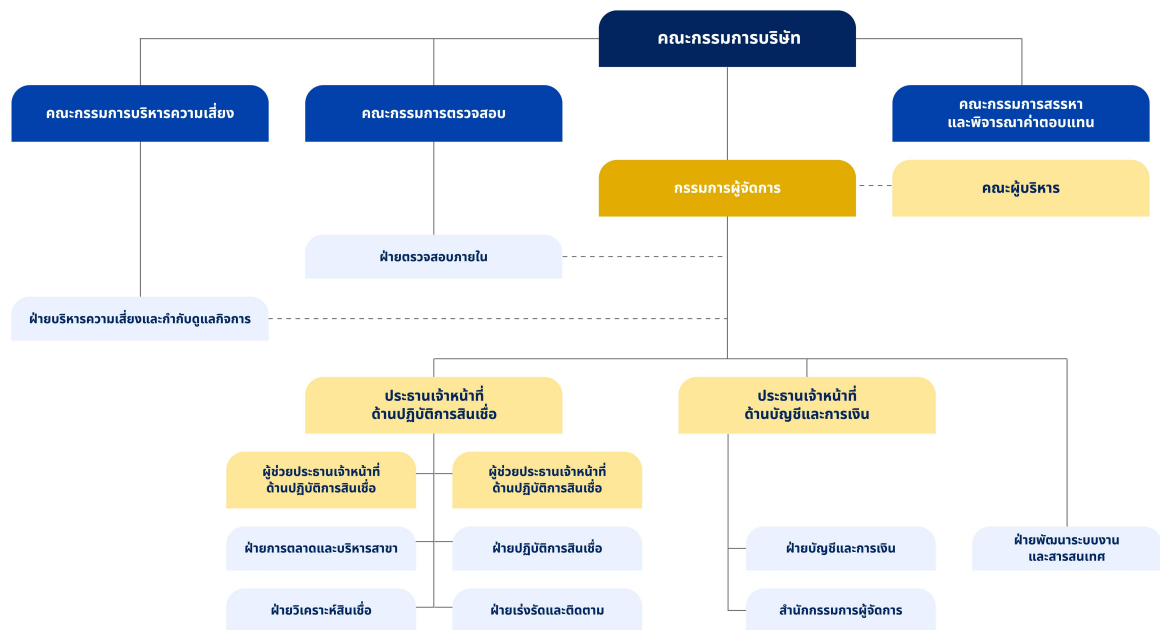 คณะกรรมการบริษัท
คณะกรรมการบริหารความเสี่ยง
คณะกรรมการตรวจสอบ
คณะกรรมการสรรหา
และพิจารณาค่าตอบแทน
กรรมการผู้จัดการ
คณะผู้บริหาร
ฝ่ายตรวจสอบภายใน
ฝ่ายบริหารความเสี่ยงและกำกับดูแลกิจการ
ประธานเจ้าหน้าที่
ด้านปฏิบัติการสินเชื่อ
ประธานเจ้าหน้าที่
ด้านบัญชีและการเงิน
ผู้ช่วยประธานเจ้าหน้าที่
ด้านปฏิบัติการสินเชื่อ
ผู้ช่วยประธานเจ้าหน้าที่
ด้านปฏิบัติการสินเชื่อ
ฝ่ายการตลาดและบริหารสาขา
ฝ่ายปฏิบัติการสินเชื่อ
ฝ่ายบัญชีและการเงิน
ฝ่ายพัฒนาระบบงาน
และสารสนเทศ
ฝ่ายวิเคราะห์สินเชื่อ
ฝ่ายเร่งรัดและติดตาม
สำนักกรรมการผู้จัดการ